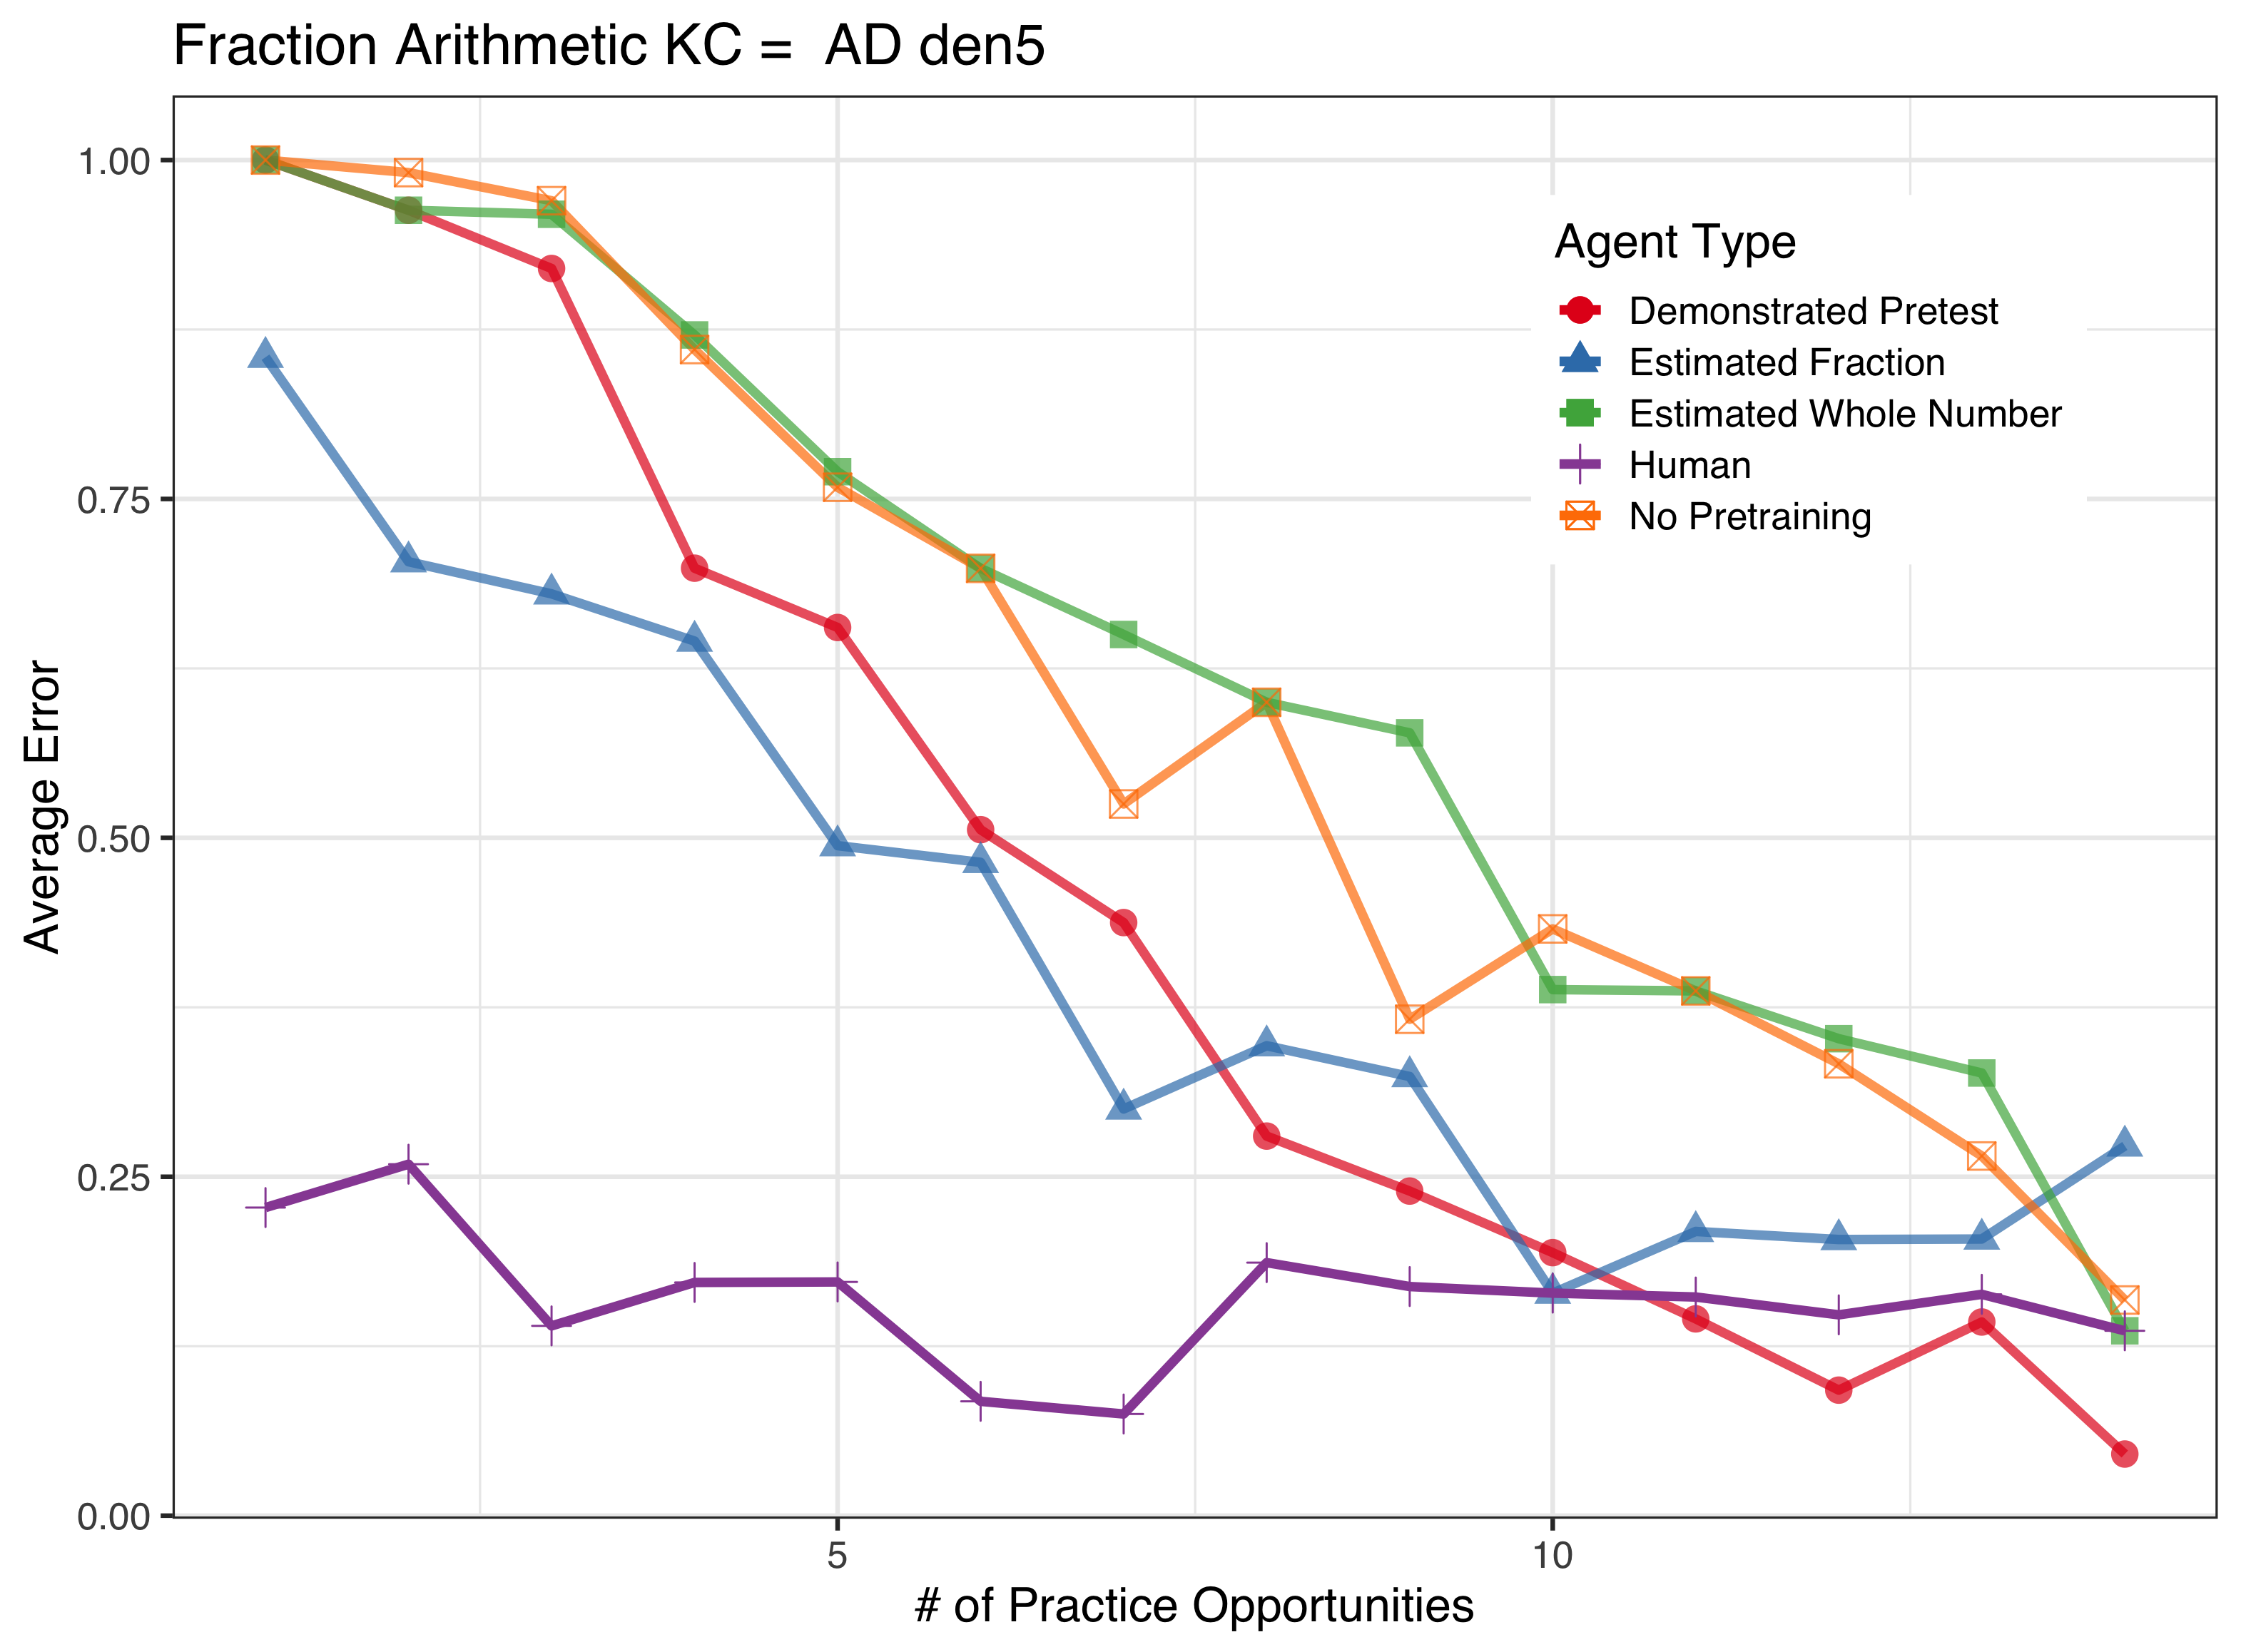 Fraction Arithmetic KC = AD den5
1.00
0.75
0.50
0.25
0.00
Average Error
Agent Type
Demonstrated Pretest
Estimated Fraction
Estimated Whole Number
Human
No Pretraining
5
10
# of Practice Opportunities